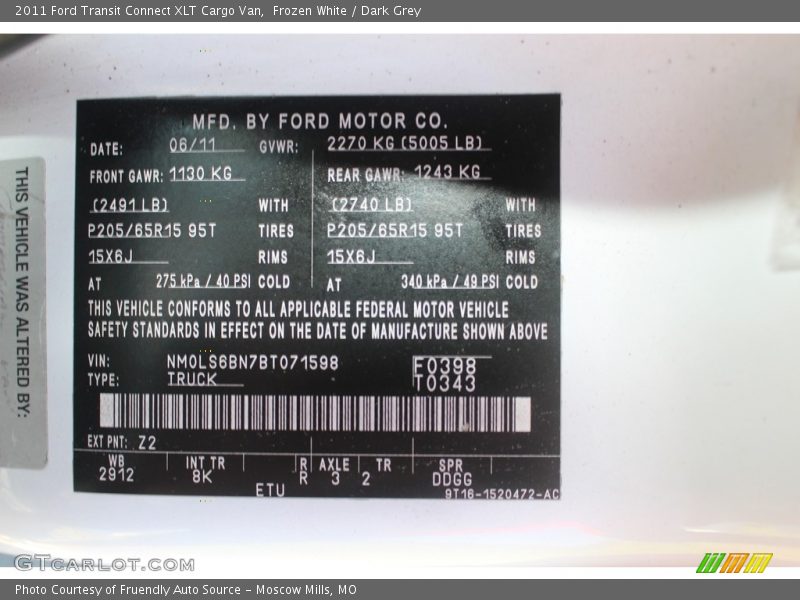 2011 Ford Transit Connect XLT Cargo Van,  Frozen White / Dark Grey
MFD. BY FORD MOTOR CO.
DATE: 06/11 GVWR: 2270 KG (5005 LB)
FRONT GAWR: 1130 KG REAR GAWR: 1243 KG
(2491 LB) WITH (2740 LB) WITH
P205/65R15 95T TIRES P205/65R15 95T TIRES
15X6J RIMS 15X6J RIMS
AT 275 kPa / 40 PSI COLD AT 340 kPa / 49 PSI COLD
THIS VEHICLE CONFORMS TO ALL APPLICABLE FEDERAL MOTOR VEHICLE
SAFETY STANDARDS IN EFFECT ON THE DATE OF MANUFACTURE SHOWN ABOVE
VIN: NM0LS6BN7BT071598 F0398
TYPE: TRUCK T0343
EXT PNT: Z2
WB INT TR R AXLE TR SPR
2912 8K R 3 2 DDGG
ETU 9T16-1520472-AC
THIS VEHICLE WAS ALTERED BY:
GTCARLOT.COM
Photo Courtesy of Fruendly Auto Source - Moscow Mills, MO